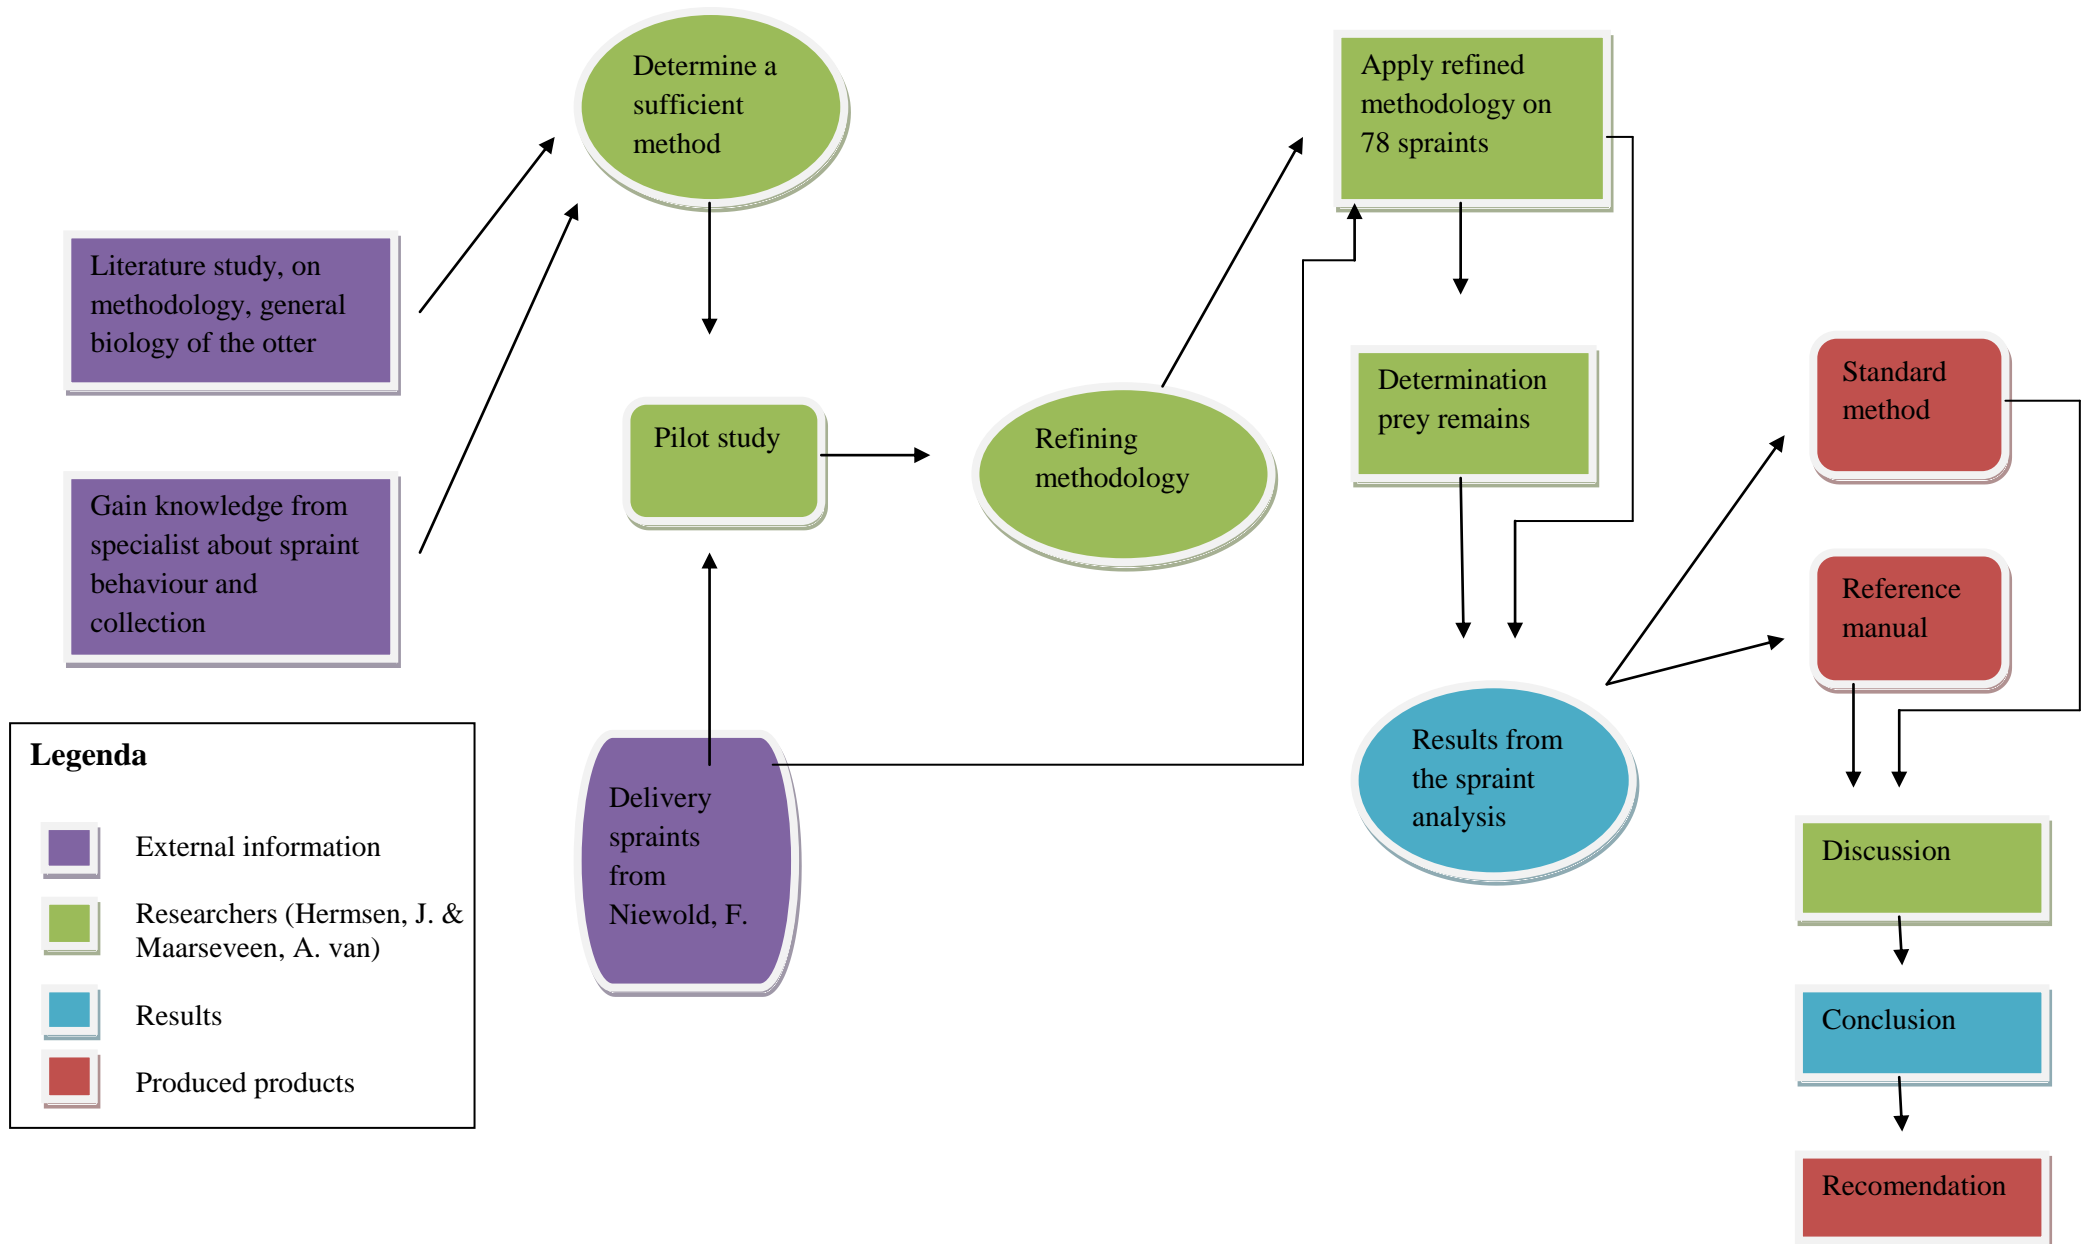 Determine a
sufficient
method
Apply refined
methodology on
78 spraints
Literature study, on
methodology, general
biology of the otter
Gain knowledge from
specialist about spraint
behaviour and
collection
Pilot study
Refining
methodology
Determination
prey remains
Standard
method
Reference
manual
Delivery
spraints
from
Niewold, F.
Results from
the spraint
analysis
Discussion
Conclusion
Recomendation
Legenda
External information
Researchers (Hermsen, J. &
Maarseveen, A. van)
Results
Produced products